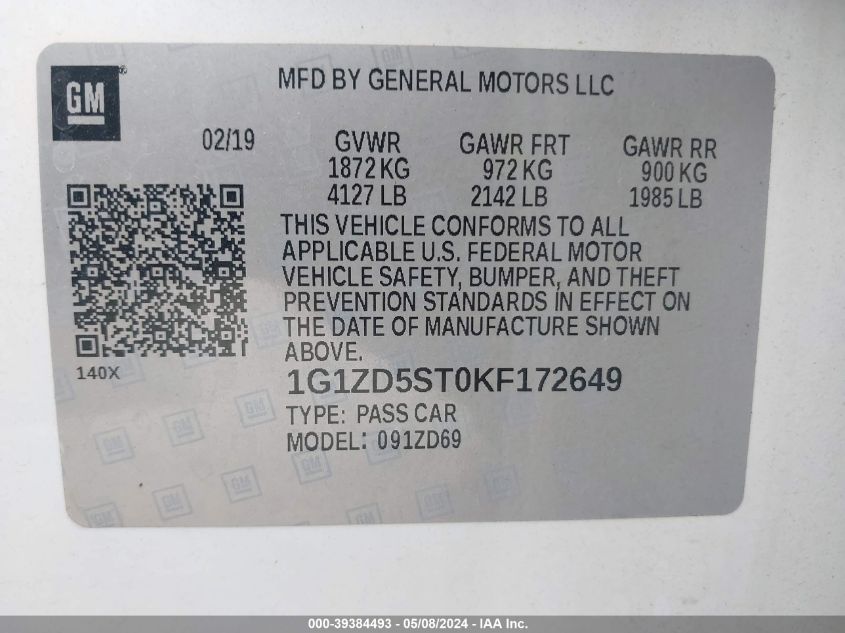 GM
MFD BY GENERAL MOTORS LLC
02/19 GVWR GAWR FRT GAWR RR
1872 KG 972 KG 900 KG
4127 LB 2142 LB 1985 LB
THIS VEHICLE CONFORMS TO ALL
APPLICABLE U.S. FEDERAL MOTOR
VEHICLE SAFETY, BUMPER, AND THEFT
PREVENTION STANDARDS IN EFFECT ON
THE DATE OF MANUFACTURE SHOWN
ABOVE.
140X
1G1ZD5ST0KF172649
TYPE: PASS CAR
MODEL: 091ZD69
000-39384493 - 05/08/2024 - IAA Inc.